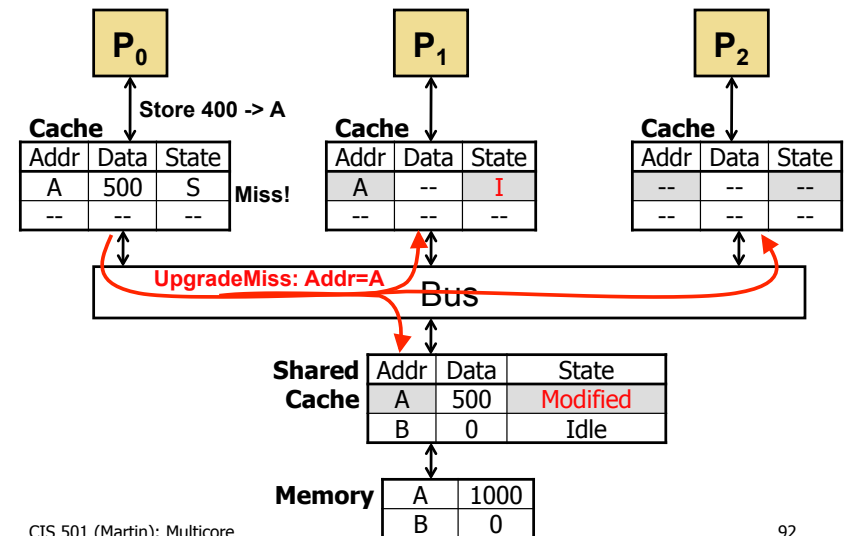 P0 P1 P2
Store 400 -> A
Cache Cache Cache
Addr Data State Addr Data State Addr Data State
A 500 S Miss! A -- I -- -- --
-- -- -- -- -- -- -- -- --
UpgradeMiss: Addr=A
Bus
Shared Addr Data State
Cache A 500 Modified
B 0 Idle
Memory A 1000
B 0
CIS 501 (Martin): Multicore 92